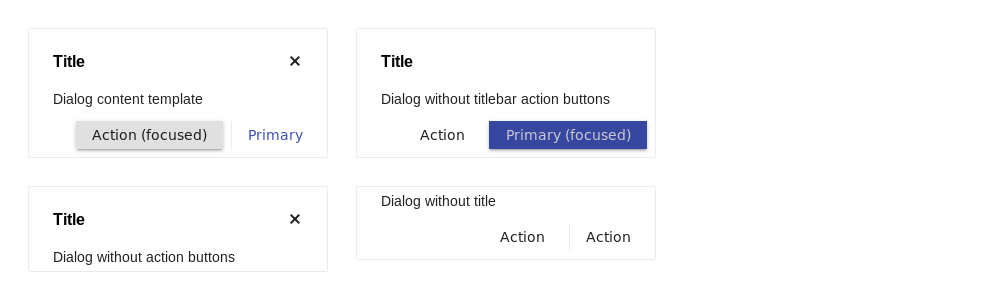 Title ✕
Dialog content template
Action (focused) Primary
Title
Dialog without titlebar action buttons
Action Primary (focused)
Title ✕
Dialog without action buttons
Dialog without title
Action Action